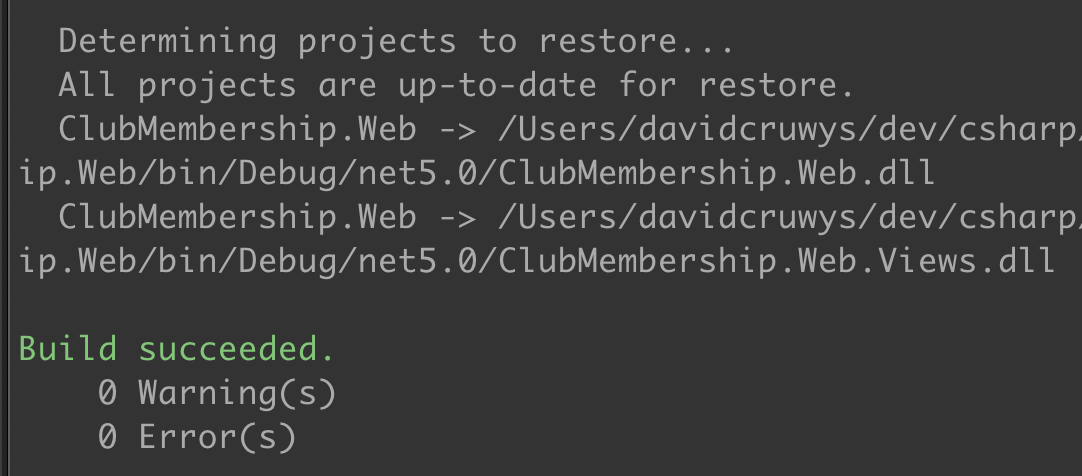 Determining projects to restore...
All projects are up-to-date for restore.
ClubMembership.Web -> /Users/davidcruwys/dev/csharp/
ip.Web/bin/Debug/net5.0/ClubMembership.Web.dll
ClubMembership.Web -> /Users/davidcruwys/dev/csharp/
ip.Web/bin/Debug/net5.0/ClubMembership.Web.Views.dll
Build succeeded.
0 Warning(s)
0 Error(s)